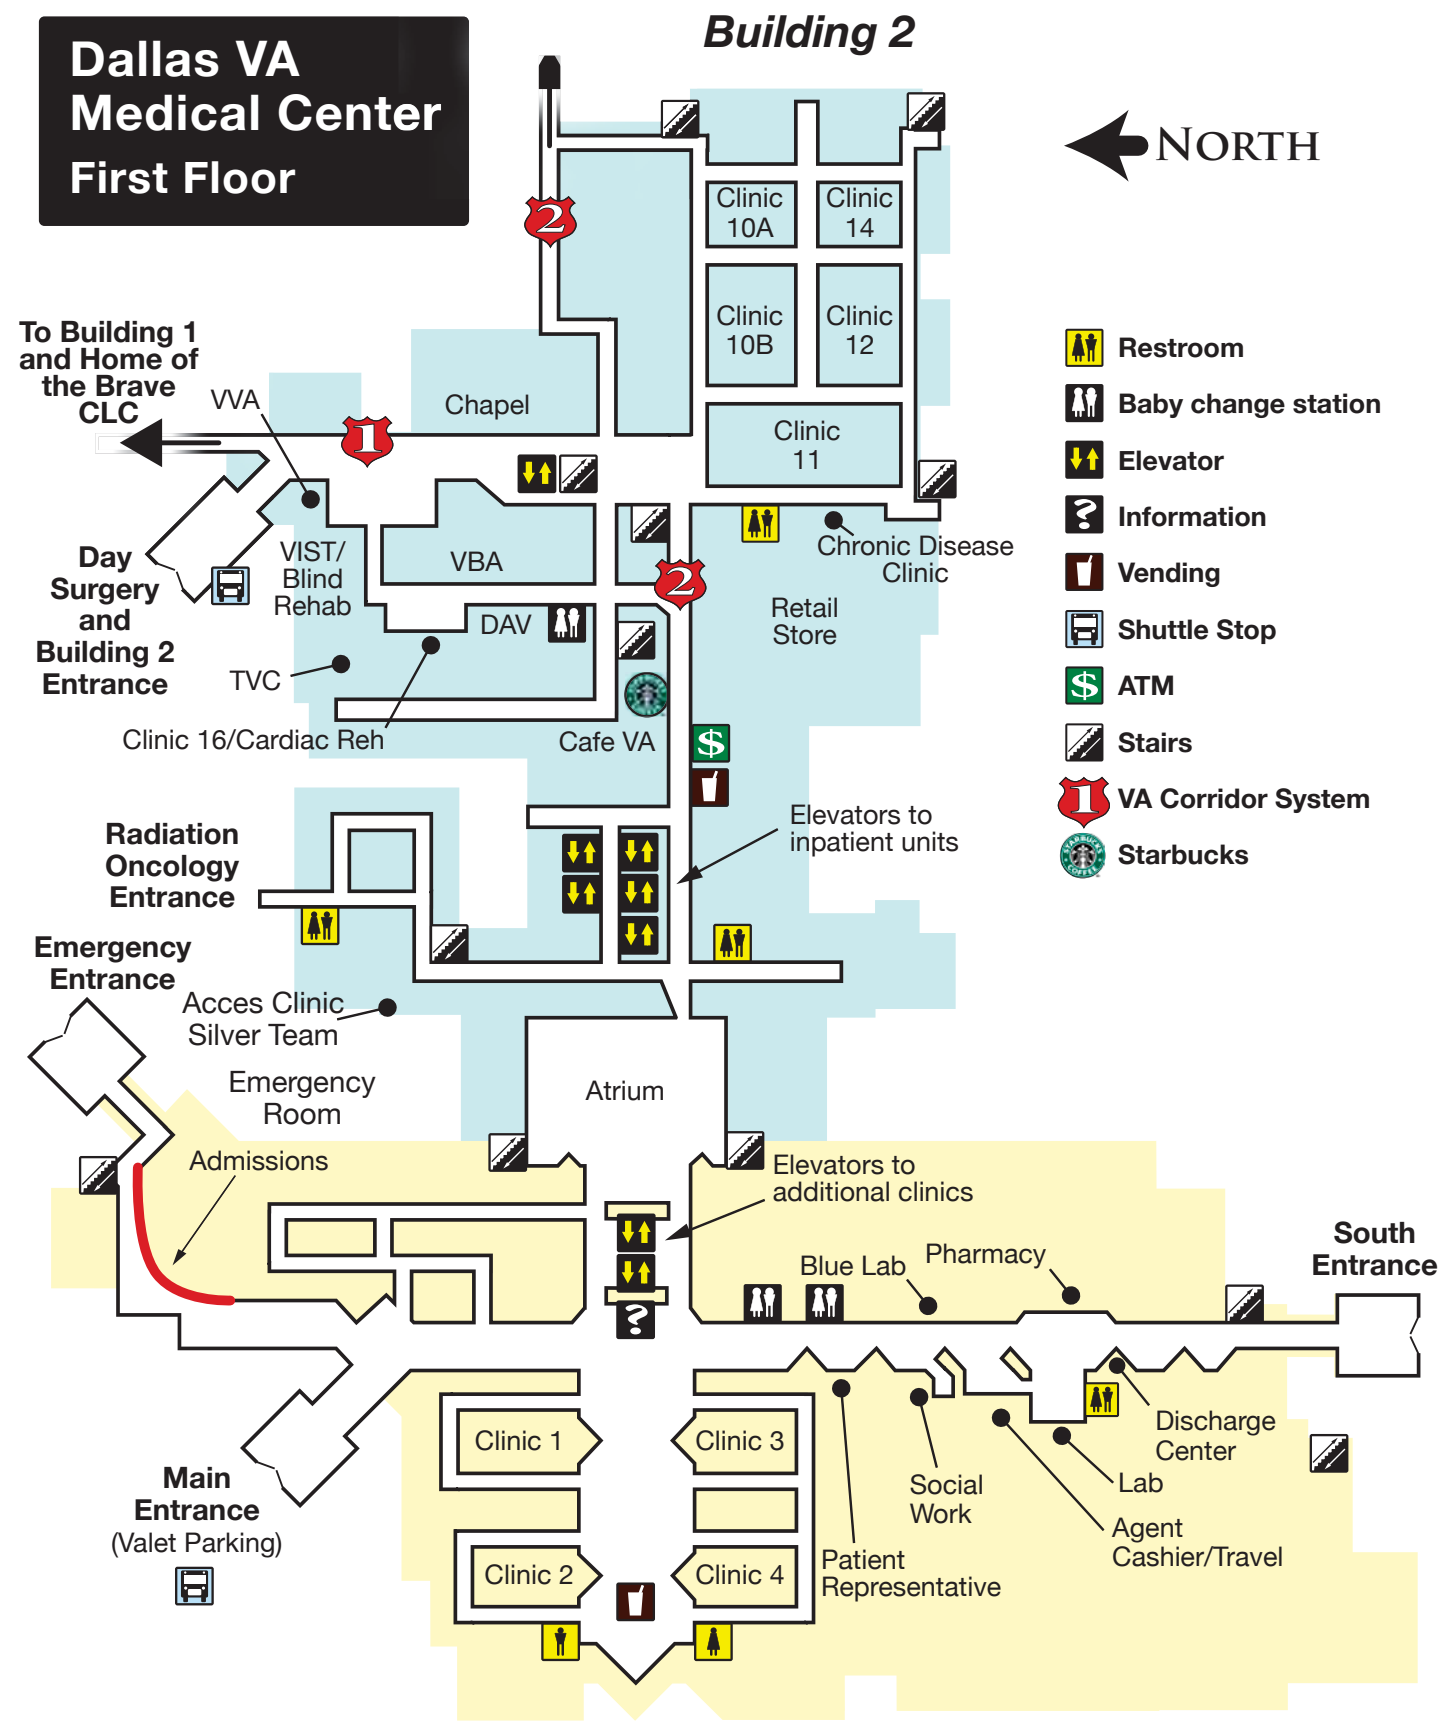 Building 2
Dallas VA
Medical Center
First Floor
NORTH
2
Clinic
10A
Clinic
14
Clinic
10B
Clinic
12
Clinic
11
To Building 1
and Home of
the Brave
CLC
VVA
Chapel
1
Restroom
Baby change station
Elevator
?
Information
Vending
Shuttle Stop
$
ATM
Stairs
1
VA Corridor System
STARBUCKS
COFFEE
Starbucks
Day
Surgery
and
Building 2
Entrance
VIST/
Blind
Rehab
VBA
2
Chronic Disease
Clinic
Retail
Store
DAV
TVC
Clinic 16/Cardiac Reh
Cafe VA
$
Elevators to
inpatient units
Radiation
Oncology
Entrance
Emergency
Entrance
Acces Clinic
Silver Team
Emergency
Room
Atrium
Admissions
Elevators to
additional clinics
?
Blue Lab
Pharmacy
South
Entrance
Main
Entrance
(Valet Parking)
Clinic 1
Clinic 3
Clinic 2
Clinic 4
Patient
Representative
Social
Work
Discharge
Center
Lab
Agent
Cashier/Travel